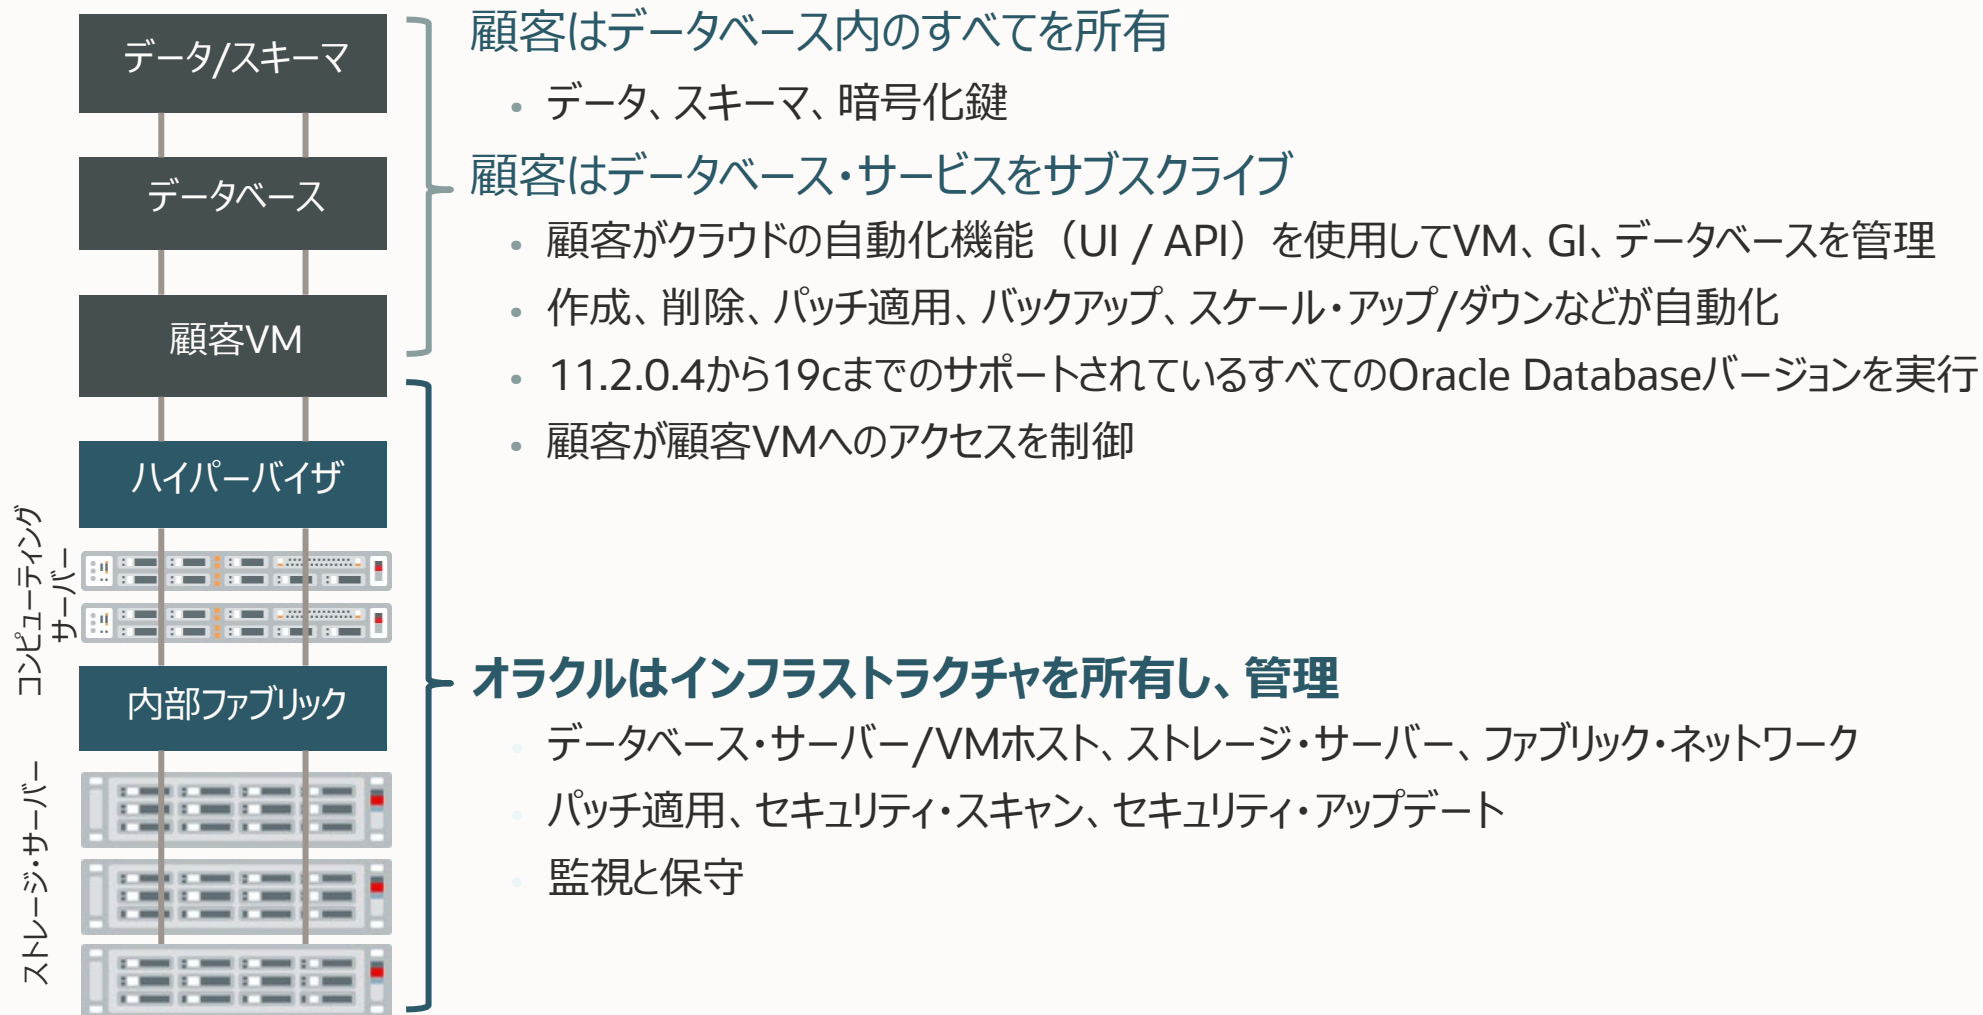 データ/スキーマ
データベース
顧客VM
ハイパーバイザ
コンピューティング
サーバー
内部ファブリック
ストレージ・サーバー
顧客はデータベース内のすべてを所有
• データ、スキーマ、暗号化鍵
顧客はデータベース・サービスをサブスクライブ
• 顧客がクラウドの自動化機能（UI / API）を使用してVM、GI、データベースを管理
• 作成、削除、パッチ適用、バックアップ、スケール・アップ/ダウンなどが自動化
• 11.2.0.4から19cまでのサポートされているすべてのOracle Databaseバージョンを実行
• 顧客が顧客VMへのアクセスを制御
オラクルはインフラストラクチャを所有し、管理
• データベース・サーバー/VMホスト、ストレージ・サーバー、ファブリック・ネットワーク
• パッチ適用、セキュリティ・スキャン、セキュリティ・アップデート
• 監視と保守